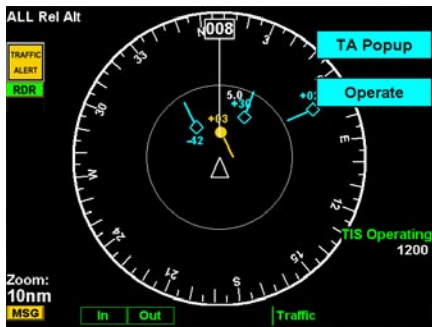 ALL Rel Alt
TRAFFIC
ALERT
RDR
008
N
3
33
TA Popup
Operate
30
5.0
+30
+03
-42
E
W
12
24
15
21
S
TIS Operating
1200
Zoom:
10nm
MSG
In
Out
Traffic